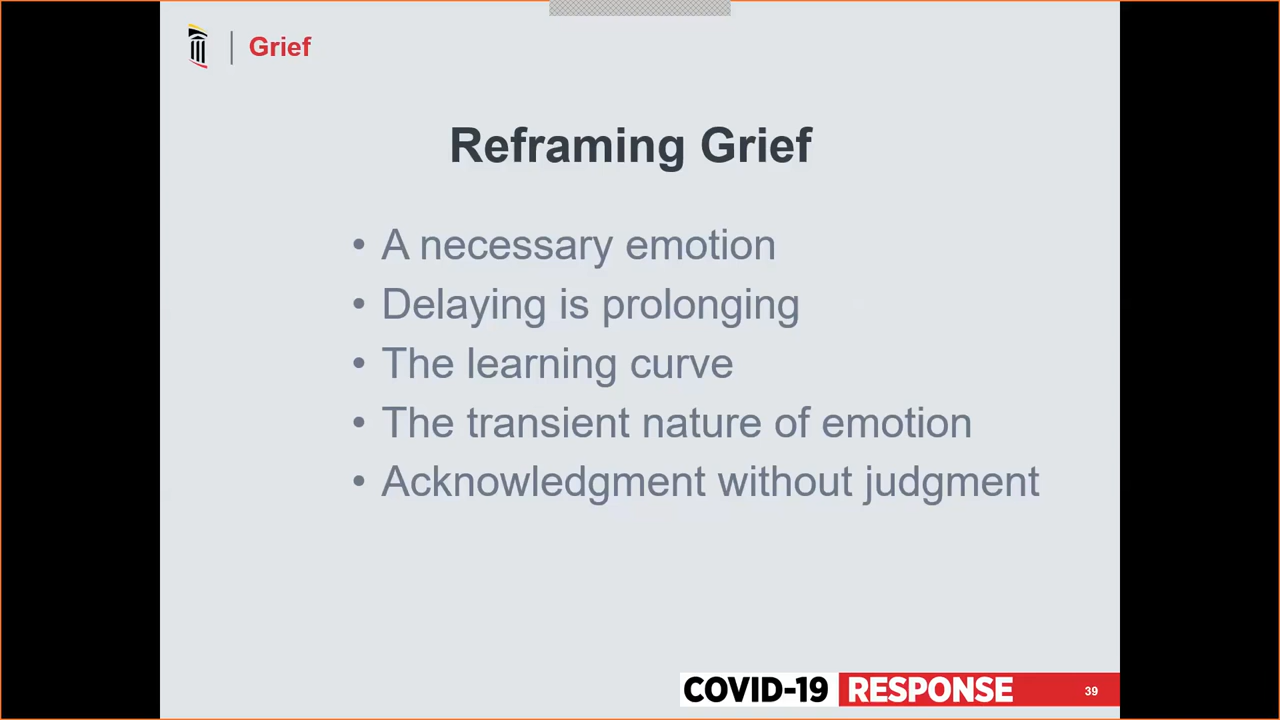 Grief
Reframing Grief
• A necessary emotion
• Delaying is prolonging
• The learning curve
• The transient nature of emotion
• Acknowledgment without judgment
COVID-19 RESPONSE 39